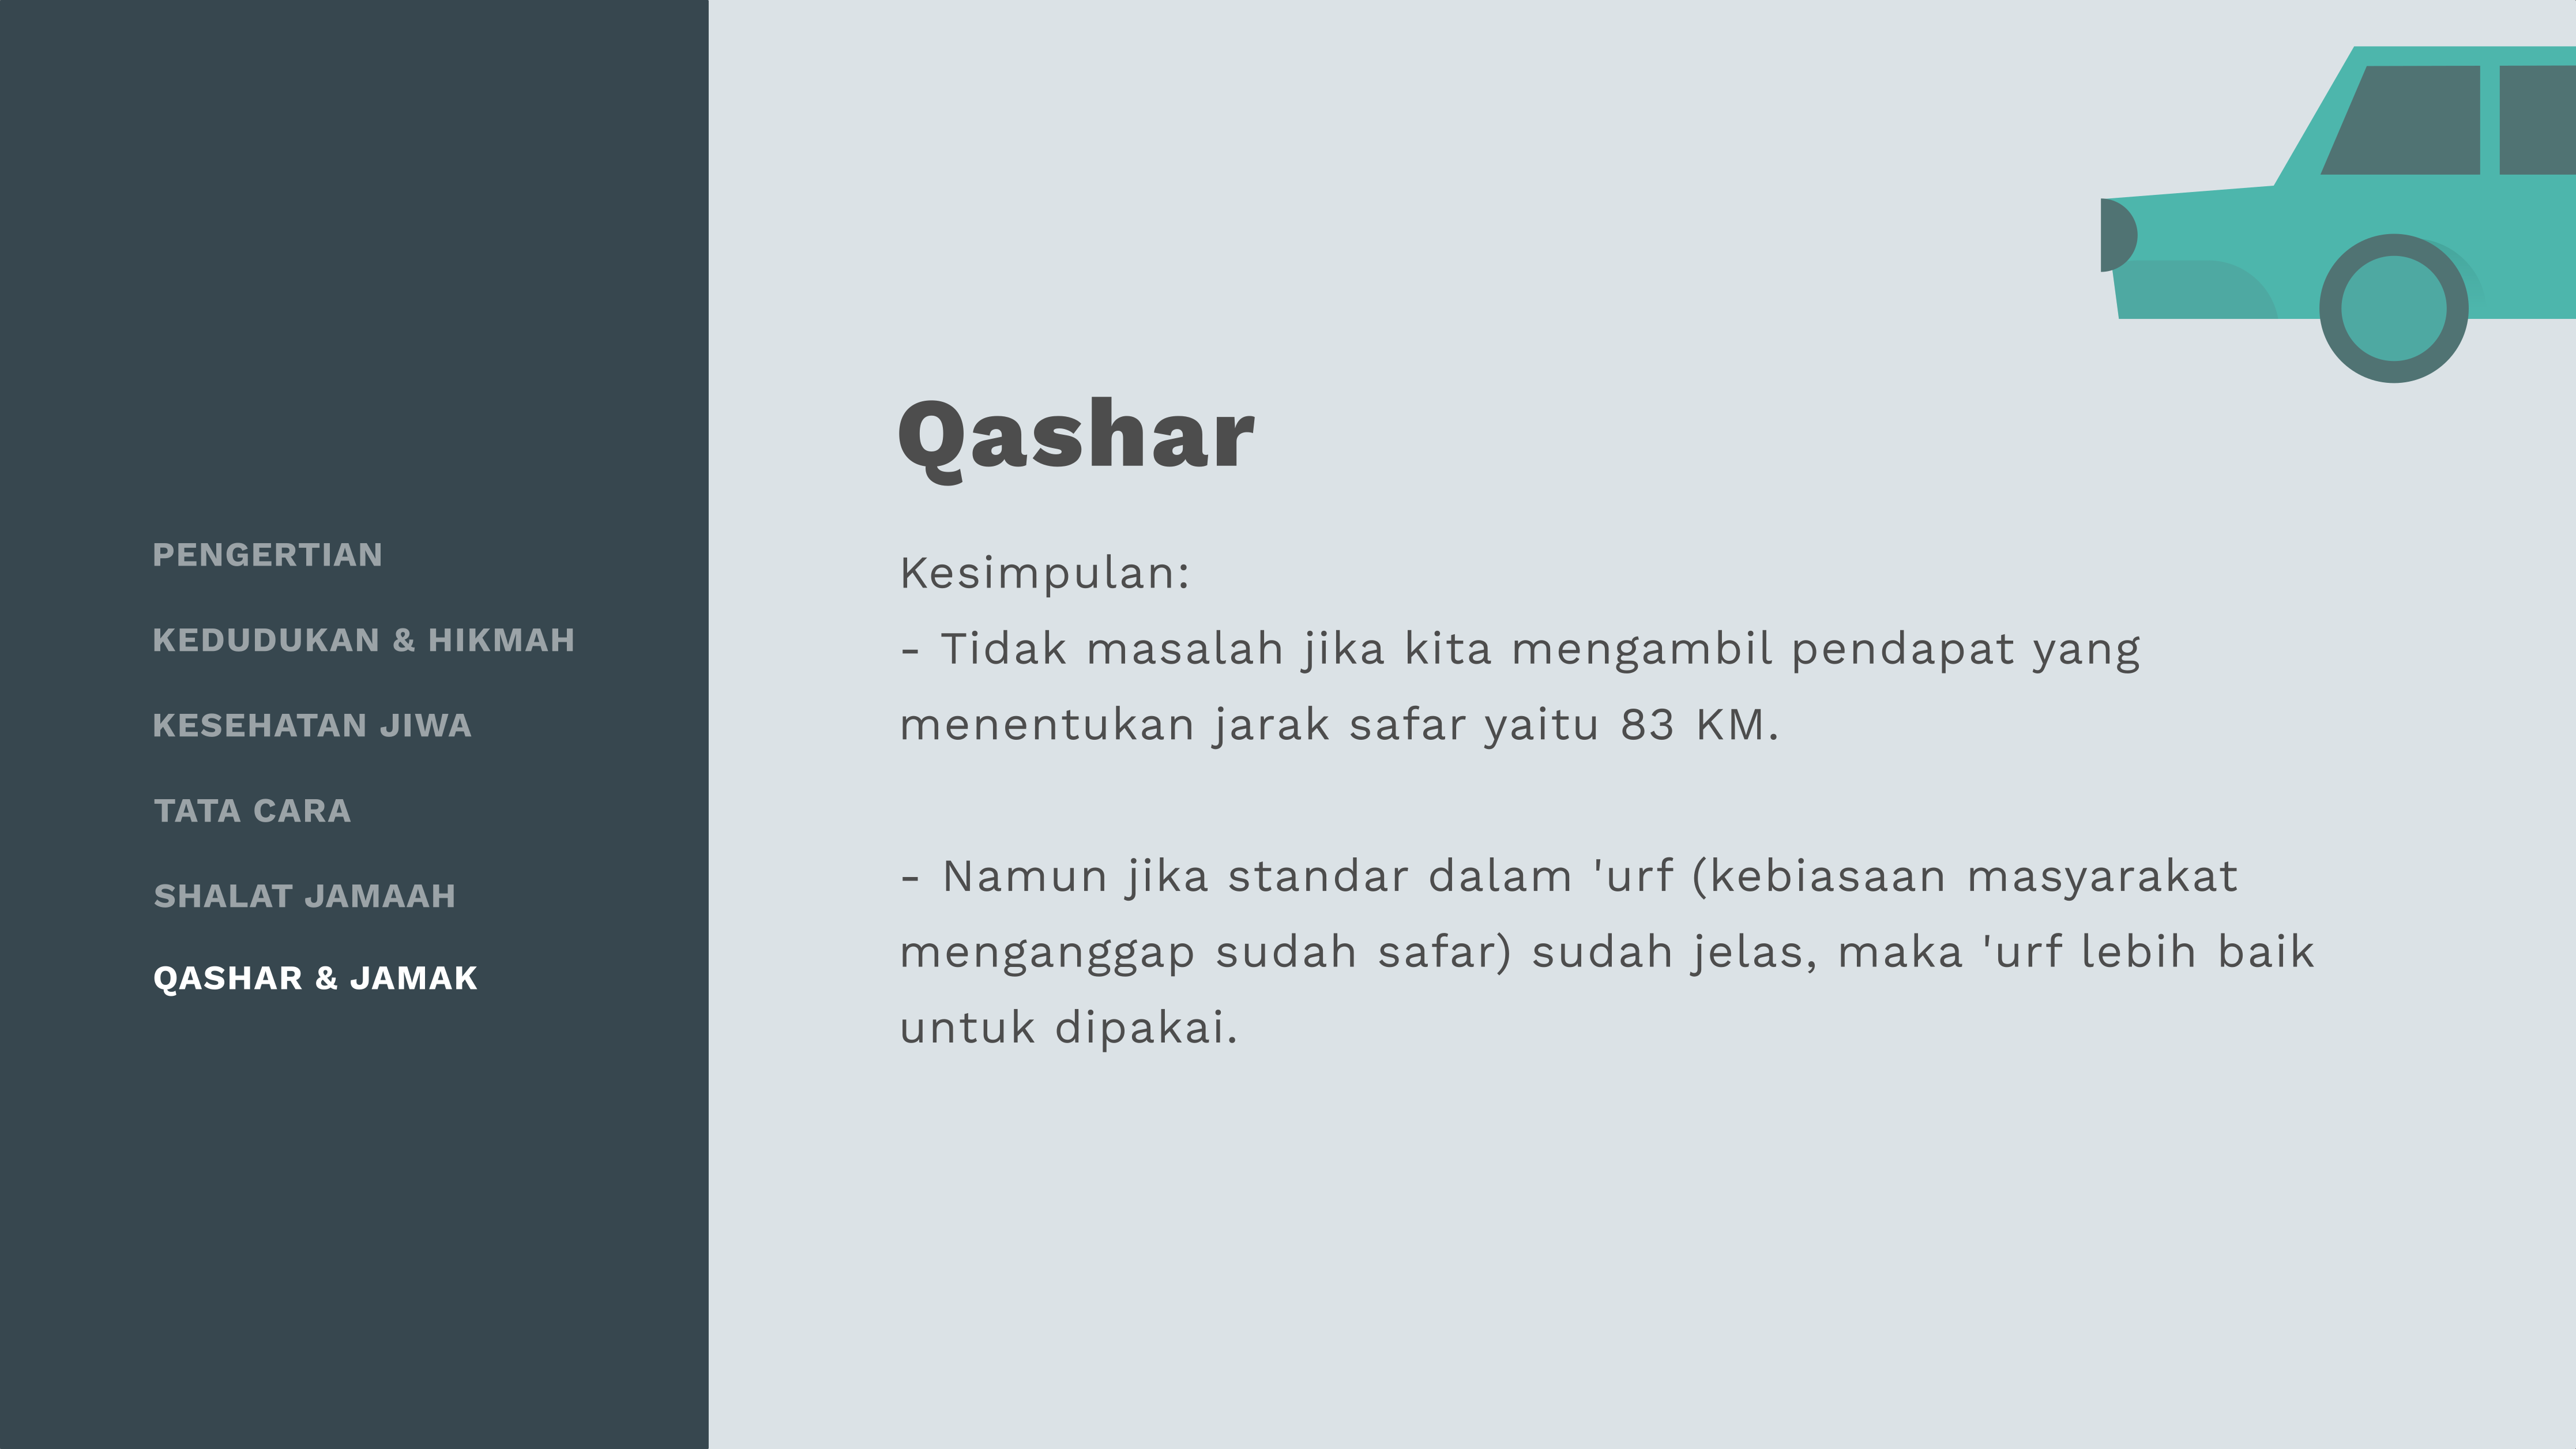 PENGERTIAN
KEDUDUKAN & HIKMAH
KESEHATAN JIWA
TATA CARA
SHALAT JAMAAH
QASHAR & JAMAK
Qashar
Kesimpulan:
- Tidak masalah jika kita mengambil pendapat yang
menentukan jarak safar yaitu 83 KM.
- Namun jika standar dalam 'urf (kebiasaan masyarakat
menganggap sudah safar) sudah jelas, maka 'urf lebih baik
untuk dipakai.